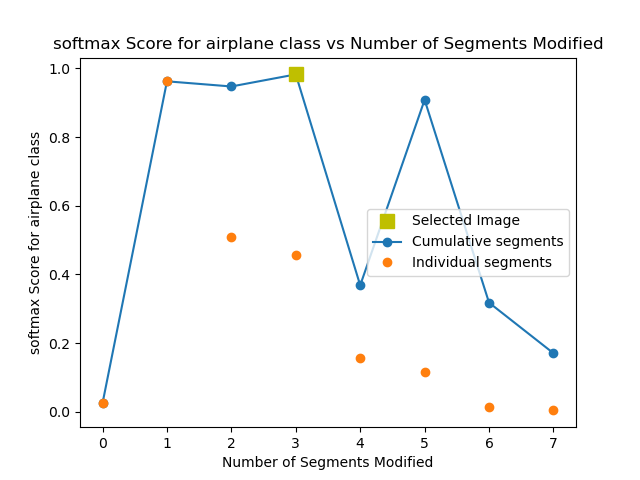 softmax Score for airplane class vs Number of Segments Modified
1.0
0.8
0.6
0.4
0.2
0.0
softmax Score for airplane class
Selected Image
Cumulative segments
Individual segments
0 1 2 3 4 5 6 7
Number of Segments Modified